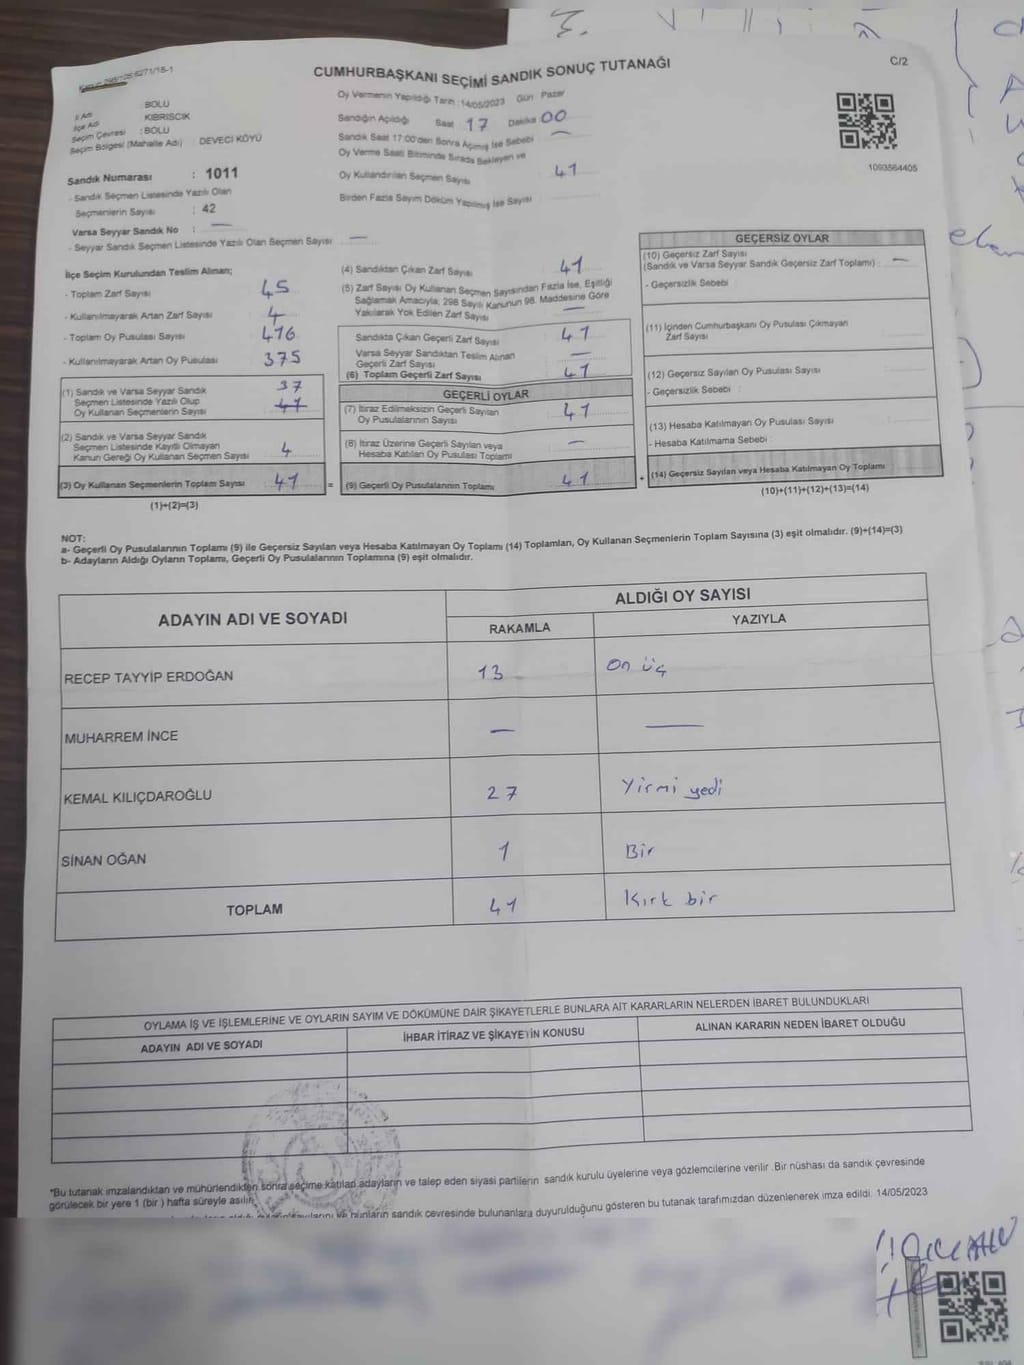 C/2
CUMHURBAŞKANI SEÇİMİ SANDIK SONUÇ TUTANAĞI
Oy Vermenin Yapıldığı Tarih :14/05/2023 Gün Pazar
İl Adı : BOLU
İlçe Adı KIBRISCIK
Seçim Çevresi : BOLU
Seçim Bölgesi (Mahalle Adı) DEVECİ KÖYÜ
Sandık Numarası : 1011
- Sandık Seçmen Listesinde Yazılı Olan
Seçmenlerin Sayısı : 42
Varsa Seyyar Sandık No : —
- Seyyar Sandık Seçmen Listesinde Yazılı Olan Seçmen Sayısı —
Sandığın Açıldığı Saat 17 Dakika 00
Sandık Saat 17:00'den Sonra Açımış İse Sebebi —
Oy Verme Saati Bitiminde Sırada Bekleyen ve
Oy Kullandırılan Seçmen Sayısı 41
Birden Fazla Sayım Döküm Yapılmış İse Sayısı
1093564405
İlçe Seçim Kurulundan Teslim Alınan;
- Toplam Zarf Sayısı 45
- Kullanılmayarak Artan Zarf Sayısı 4
- Toplam Oy Pusulası Sayısı 416
- Kullanılmayarak Artan Oy Pusulası 375
(1) Sandık ve Varsa Seyyar Sandık
Seçmen Listesinde Yazılı Olup
Oy Kullanan Seçmenlerin Sayısı 37 41
(2) Sandık ve Varsa Seyyar Sandık
Seçmen Listesinde Kayıtlı Olmayan
Kanun Gereği Oy Kullanan Seçmen Sayısı 4
(3) Oy Kullanan Seçmenlerin Toplam Sayısı 41 =
(1)+(2)=(3)
(4) Sandıktan Çıkan Zarf Sayısı 41
(5) Zarf Sayısı Oy Kullanan Seçmen Sayısından Fazla İse, Eşitliği
Sağlamak Amacıyla, 298 Sayılı Kanunun 98. Maddesine Göre
Yakılarak Yok Edilen Zarf Sayısı —
Sandıkta Çıkan Geçerli Zarf Sayısı 41
Varsa Seyyar Sandıktan Teslim Alınan
Geçerli Zarf Sayısı —
(6) Toplam Geçerli Zarf Sayısı 41
GEÇERLİ OYLAR
(7) İtiraz Edilmeksizin Geçerli Sayılan
Oy Pusulalarının Sayısı 41
(8) İtiraz Üzerine Geçerli Sayılan veya
Hesaba Katılan Oy Pusulası Toplamı —
(9) Geçerli Oy Pusulalarının Toplamı 41 +
GEÇERSİZ OYLAR
(10) Geçersiz Zarf Sayısı
(Sandık ve Varsa Seyyar Sandık Geçersiz Zarf Toplamı) : —
- Geçersizlik Sebebi :
(11) İçinden Cumhurbaşkanı Oy Pusulası Çıkmayan
Zarf Sayısı
(12) Geçersiz Sayılan Oy Pusulası Sayısı
- Geçersizlik Sebebi :
(13) Hesaba Katılmayan Oy Pusulası Sayısı
- Hesaba Katılmama Sebebi :
(14) Geçersiz Sayılan veya Hesaba Katılmayan Oy Toplamı
(10)+(11)+(12)+(13)=(14)
NOT:
a- Geçerli Oy Pusulalarının Toplamı (9) ile Geçersiz Sayılan veya Hesaba Katılmayan Oy Toplamı (14) Toplamları, Oy Kullanan Seçmenlerin Toplam Sayısına (3) eşit olmalıdır. (9)+(14)=(3)
b- Adayların Aldığı Oyların Toplamı, Geçerli Oy Pusulalarının Toplamına (9) eşit olmalıdır.
ADAYIN ADI VE SOYADI
ALDIĞI OY SAYISI
RAKAMLA YAZIYLA
RECEP TAYYİP ERDOĞAN 13 On üç
MUHARREM İNCE — —
KEMAL KILIÇDAROĞLU 27 Yirmi yedi
SİNAN OĞAN 1 Bir
TOPLAM 41 Kırk bir
OYLAMA İŞ VE İŞLEMLERİNE VE OYLARIN SAYIM VE DÖKÜMÜNE DAİR ŞİKAYETLERLE BUNLARA AİT KARARLARIN NELERDEN İBARET BULUNDUKLARI
ADAYIN ADI VE SOYADI İHBAR İTİRAZ VE ŞİKAYETİN KONUSU ALINAN KARARIN NEDEN İBARET OLDUĞU
*Bu tutanak imzalandıktan ve mühürlendikten sonra seçime katılan adayların ve talep eden siyasi partilerin sandık kurulu üyelerine veya gözlemcilerine verilir .Bir nüshası da sandık çevresinde
görülecek bir yere 1 (bir ) hafta süreyle asılır.
ve bunların sandık çevresinde bulunanlara duyurulduğunu gösteren bu tutanak tarafımızdan düzenlenerek imza edildi. 14/05/2023